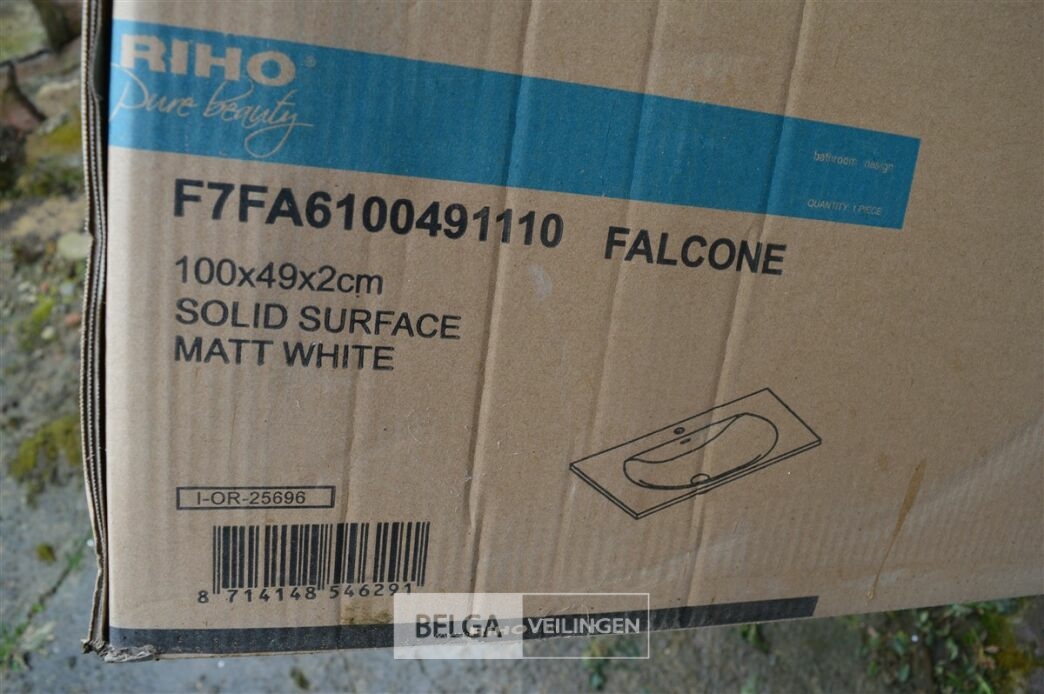 RIHO®
pure beauty
bathroom design
QUANTITY: 1 PIECE
F7FA6100491110 FALCONE
100x49x2cm
SOLID SURFACE
MATT WHITE
I-OR-25696
8 714148 546291
BELGA VEILINGEN